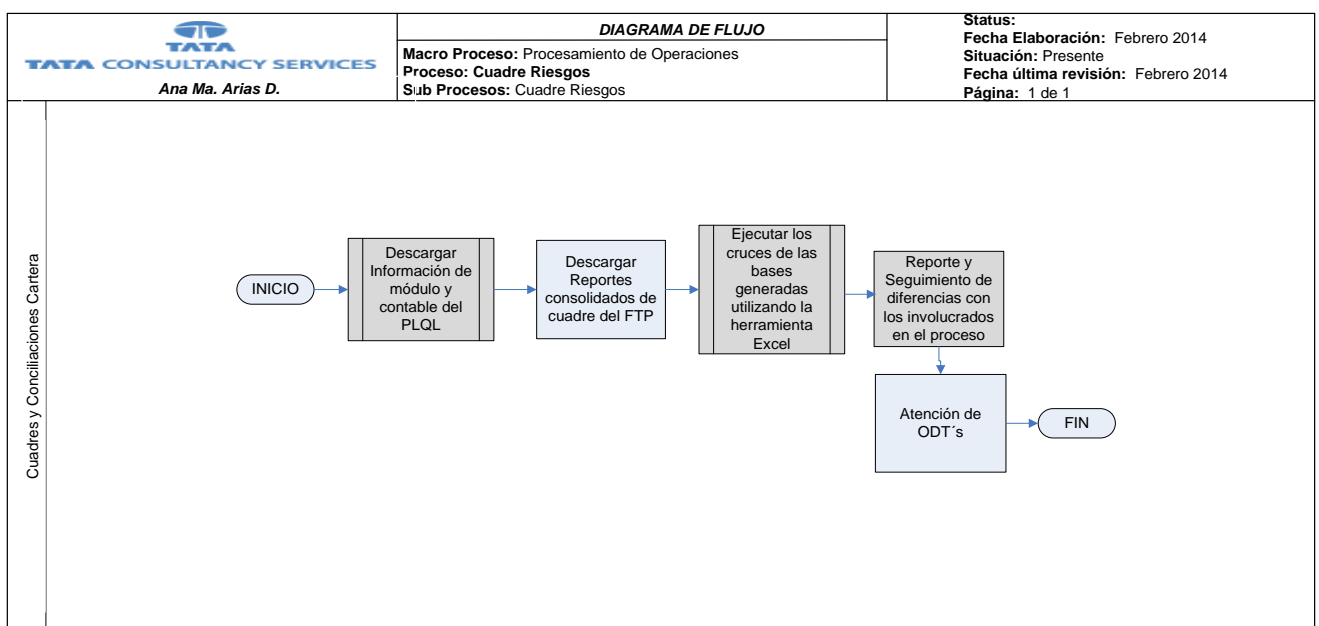 TATA
TATA CONSULTANCY SERVICES
Ana Ma. Arias D.
DIAGRAMA DE FLUJO
Macro Proceso: Procesamiento de Operaciones
Proceso: Cuadre Riesgos
Sub Procesos: Cuadre Riesgos
Status:
Fecha Elaboración: Febrero 2014
Situación: Presente
Fecha última revisión: Febrero 2014
Página: 1 de 1
Cuadres y Conciliaciones Cartera
INICIO
Descargar
Información de
módulo y
contable del
PLQL
Descargar
Reportes
consolidados de
cuadre del FTP
Ejecutar los
cruces de las
bases
generadas
utilizando la
herramienta
Excel
Reporte y
Seguimiento de
diferencias con
los involucrados
en el proceso
Atención de
ODT´s
FIN